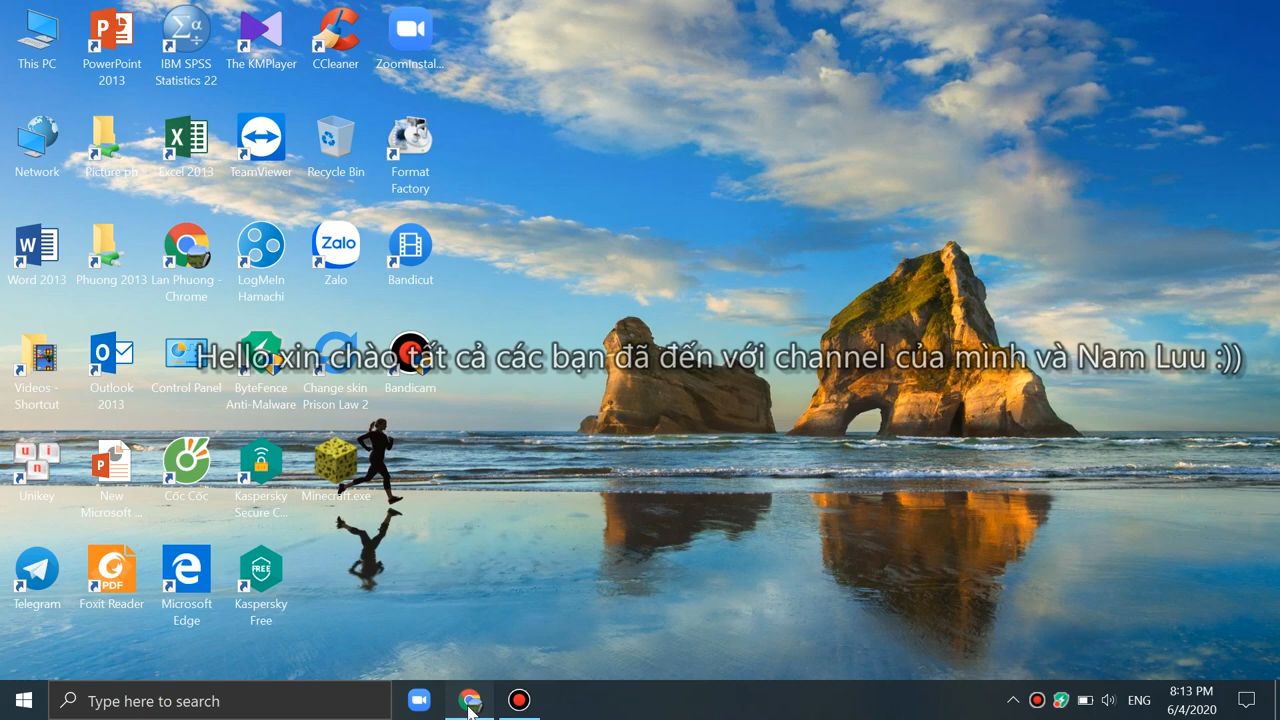 This PC
PowerPoint
2013
IBM SPSS
Statistics 22
The KMPlayer
CCleaner
ZoomInstal...
Network
Picture pb
Excel 2013
TeamViewer
Recycle Bin
Format
Factory
Word 2013
Phuong 2013
Lan Phuong -
Chrome
LogMeIn
Hamachi
Zalo
Zalo
Bandicut
Hello xin chào tất cả các bạn đã đến với channel của mình và Nam Luu :))
Videos -
Shortcut
Outlook
2013
Control Panel
ByteFence
Anti-Malware
Change skin
Prison Law 2
Bandicam
Unikey
New
Microsoft ...
Cốc Cốc
Kaspersky
Secure C...
Minecraft.exe
Telegram
PDF
Foxit Reader
Microsoft
Edge
FREE
Kaspersky
Free
Type here to search
ENG
8:13 PM
6/4/2020